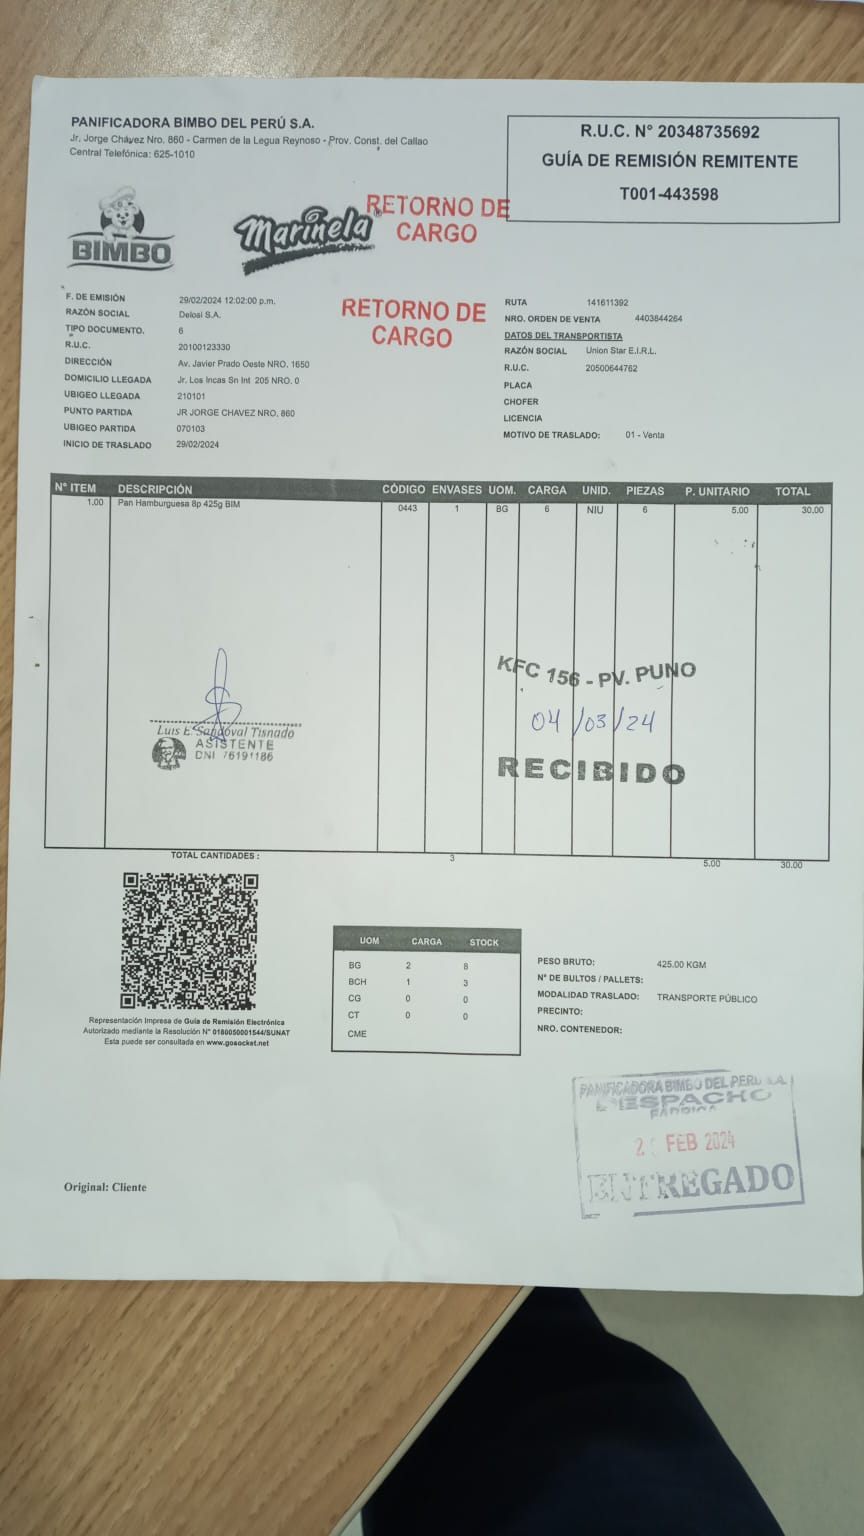 PANIFICADORA BIMBO DEL PERÚ S.A.
Jr. Jorge Chávez Nro. 860 - Carmen de la Legua Reynoso - Prov. Const. del Callao
Central Telefónica: 625-1010
R.U.C. N° 20348735692
GUÍA DE REMISIÓN REMITENTE
T001-443598
BIMBO
Marinela
RETORNO DE
CARGO
RETORNO DE
CARGO
F. DE EMISIÓN 29/02/2024 12:02:00 p.m.
RAZÓN SOCIAL Delosi S.A.
TIPO DOCUMENTO. 6
R.U.C. 20100123330
DIRECCIÓN Av. Javier Prado Oeste NRO. 1650
DOMICILIO LLEGADA Jr. Los Incas Sn Int 205 NRO. 0
UBIGEO LLEGADA 210101
PUNTO PARTIDA JR JORGE CHAVEZ NRO. 860
UBIGEO PARTIDA 070103
INICIO DE TRASLADO 29/02/2024
RUTA 141611392
NRO. ORDEN DE VENTA 4403844264
DATOS DEL TRANSPORTISTA
RAZÓN SOCIAL Union Star E.I.R.L.
R.U.C. 20500644762
PLACA
CHOFER
LICENCIA
MOTIVO DE TRASLADO: 01 - Venta
N° ITEM DESCRIPCIÓN CÓDIGO ENVASES UOM. CARGA UNID. PIEZAS P. UNITARIO TOTAL
1.00 Pan Hamburguesa 8p 425g BIM 0443 1 BG 6 NIU 6 5.00 30.00
KFC 156 - PV. PUNO
04/03/24
RECIBIDO
Luis E. Sandoval Tisnado
ASISTENTE
DNI 76191186
TOTAL CANTIDADES : 3 5.00 30.00
UOM CARGA STOCK
BG 2 8
BCH 1 3
CG 0 0
CT 0 0
CME
PESO BRUTO: 425.00 KGM
N° DE BULTOS / PALLETS:
MODALIDAD TRASLADO: TRANSPORTE PÚBLICO
PRECINTO:
NRO. CONTENEDOR:
Representación Impresa de Guía de Remisión Electrónica
Autorizado mediante la Resolución N° 0180050001544/SUNAT
Esta puede ser consultada en www.gosocket.net
PANIFICADORA BIMBO DEL PERU S.A.
DESPACHO
FABRICA
FEB 2024
ENTREGADO
Original: Cliente